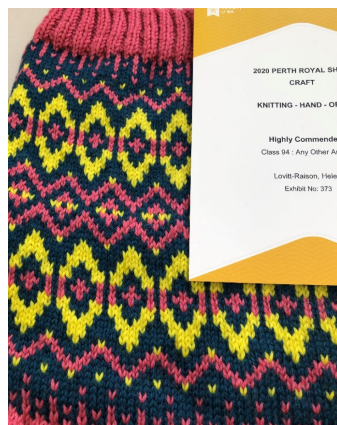 2020 PERTH ROYAL SH
CRAFT
KNITTING - HAND - O
Highly Commende
Class 94 : Any Other A
Lovitt-Raison, Hele
Exhibit No: 373